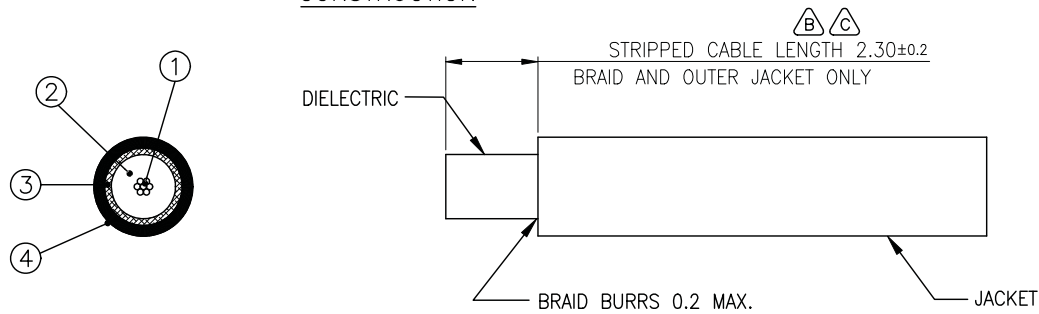 B C
STRIPPED CABLE LENGTH 2.30±0.2
BRAID AND OUTER JACKET ONLY
DIELECTRIC
1
2
3
4
BRAID BURRS 0.2 MAX.
JACKET